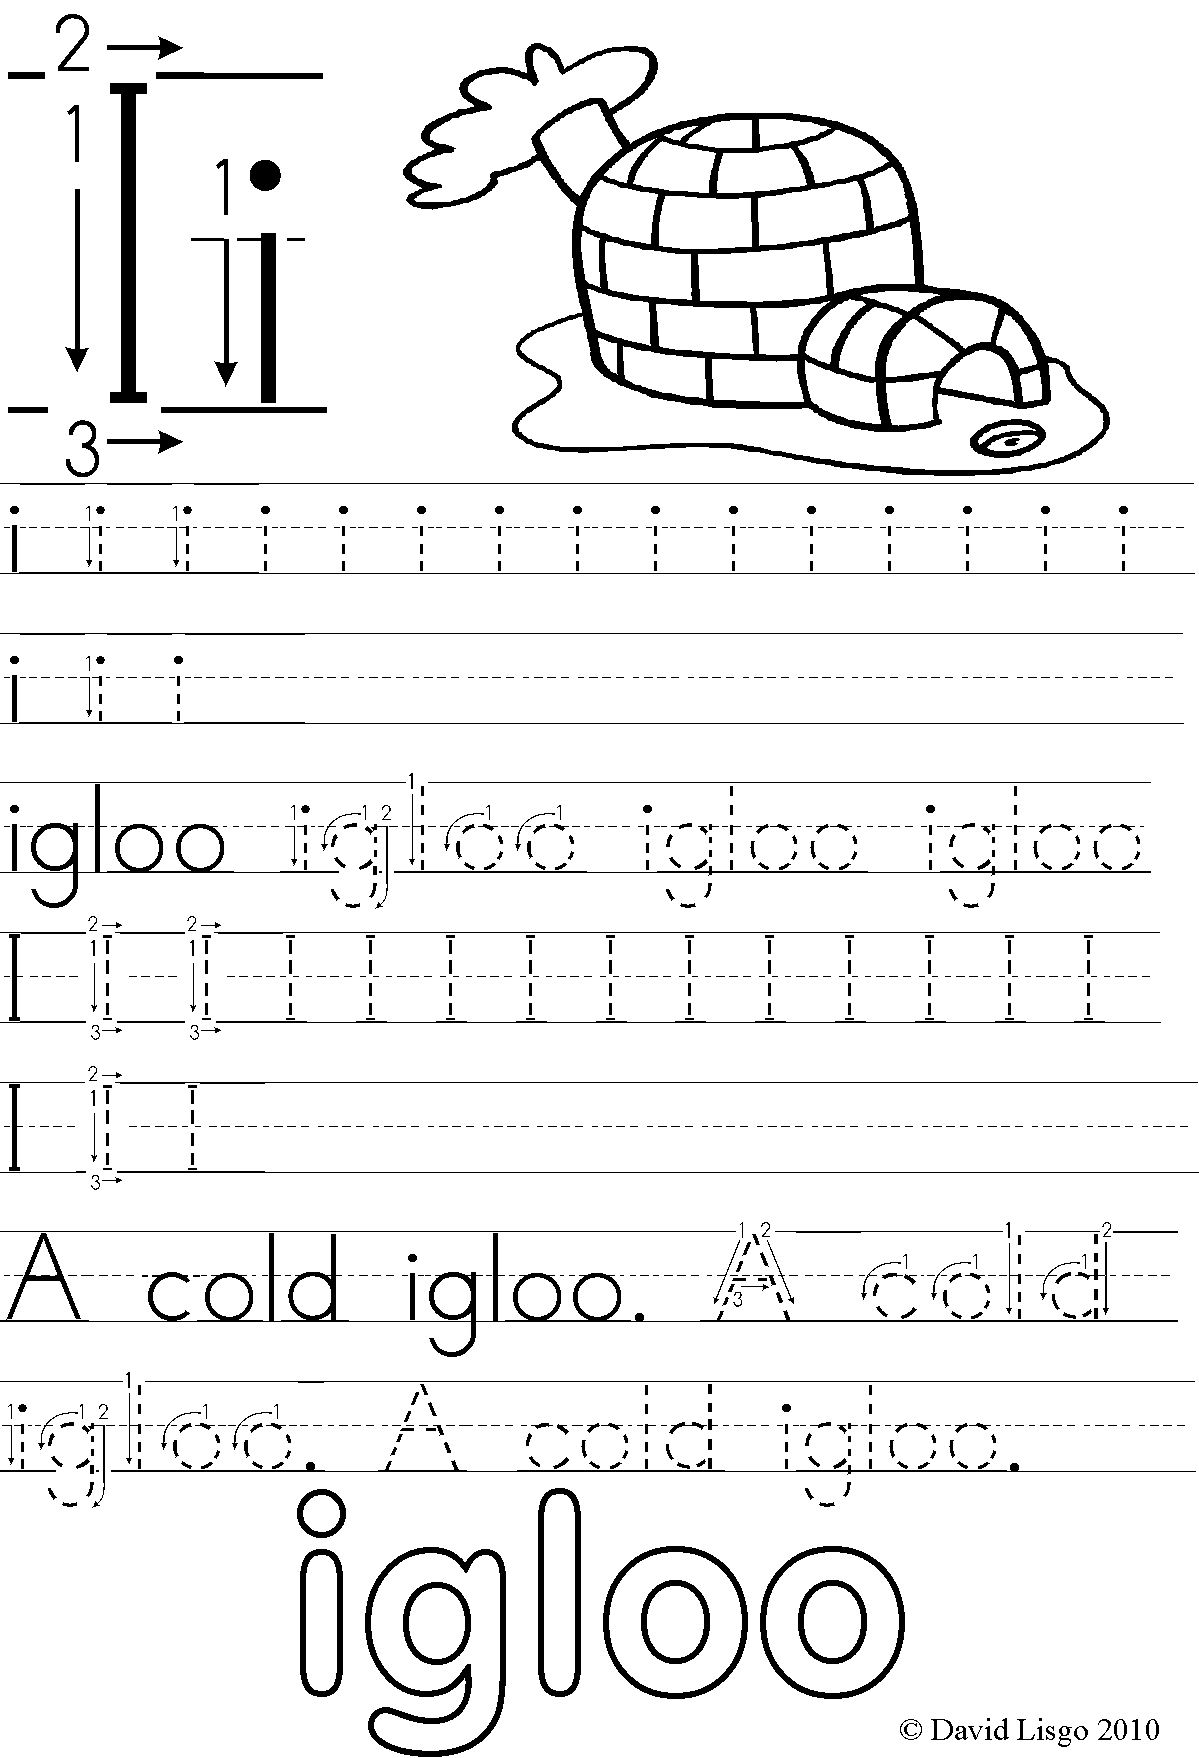 2
1 I 1 i
3
i i i i i i i i i i i i i i i
i i i
igloo igloo igloo igloo
I I I I I I I I I I I I I I
I I I
A cold igloo. A cold
igloo. A cold igloo.
igloo
© David Lisgo 2010